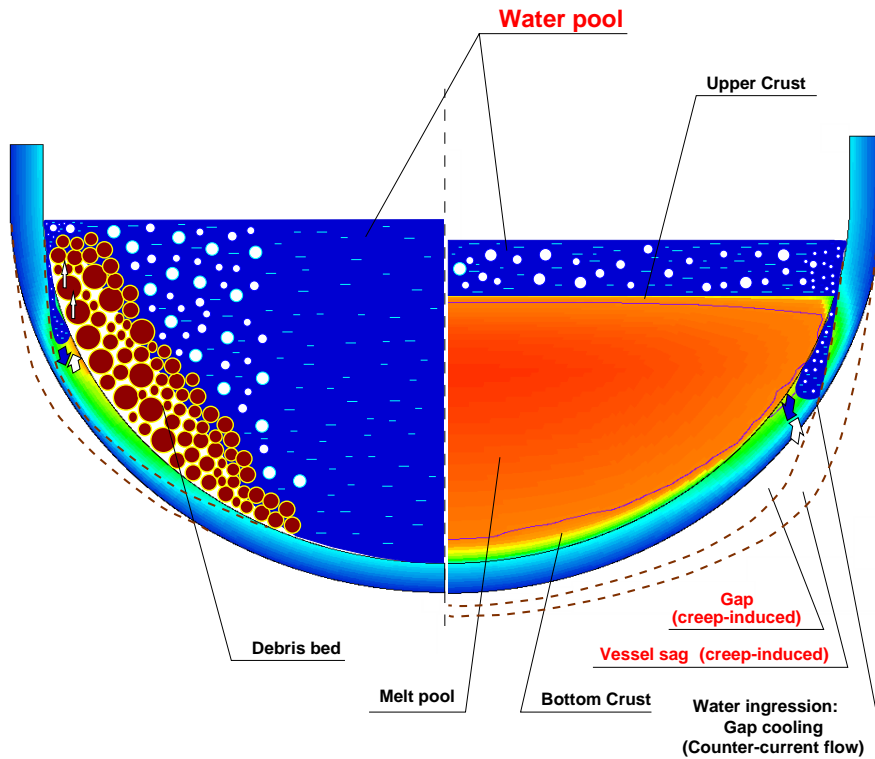 Water pool
Upper Crust
Gap
(creep-induced)
Vessel sag (creep-induced)
Debris bed
Melt pool
Bottom Crust
Water ingression:
Gap cooling
(Counter-current flow)